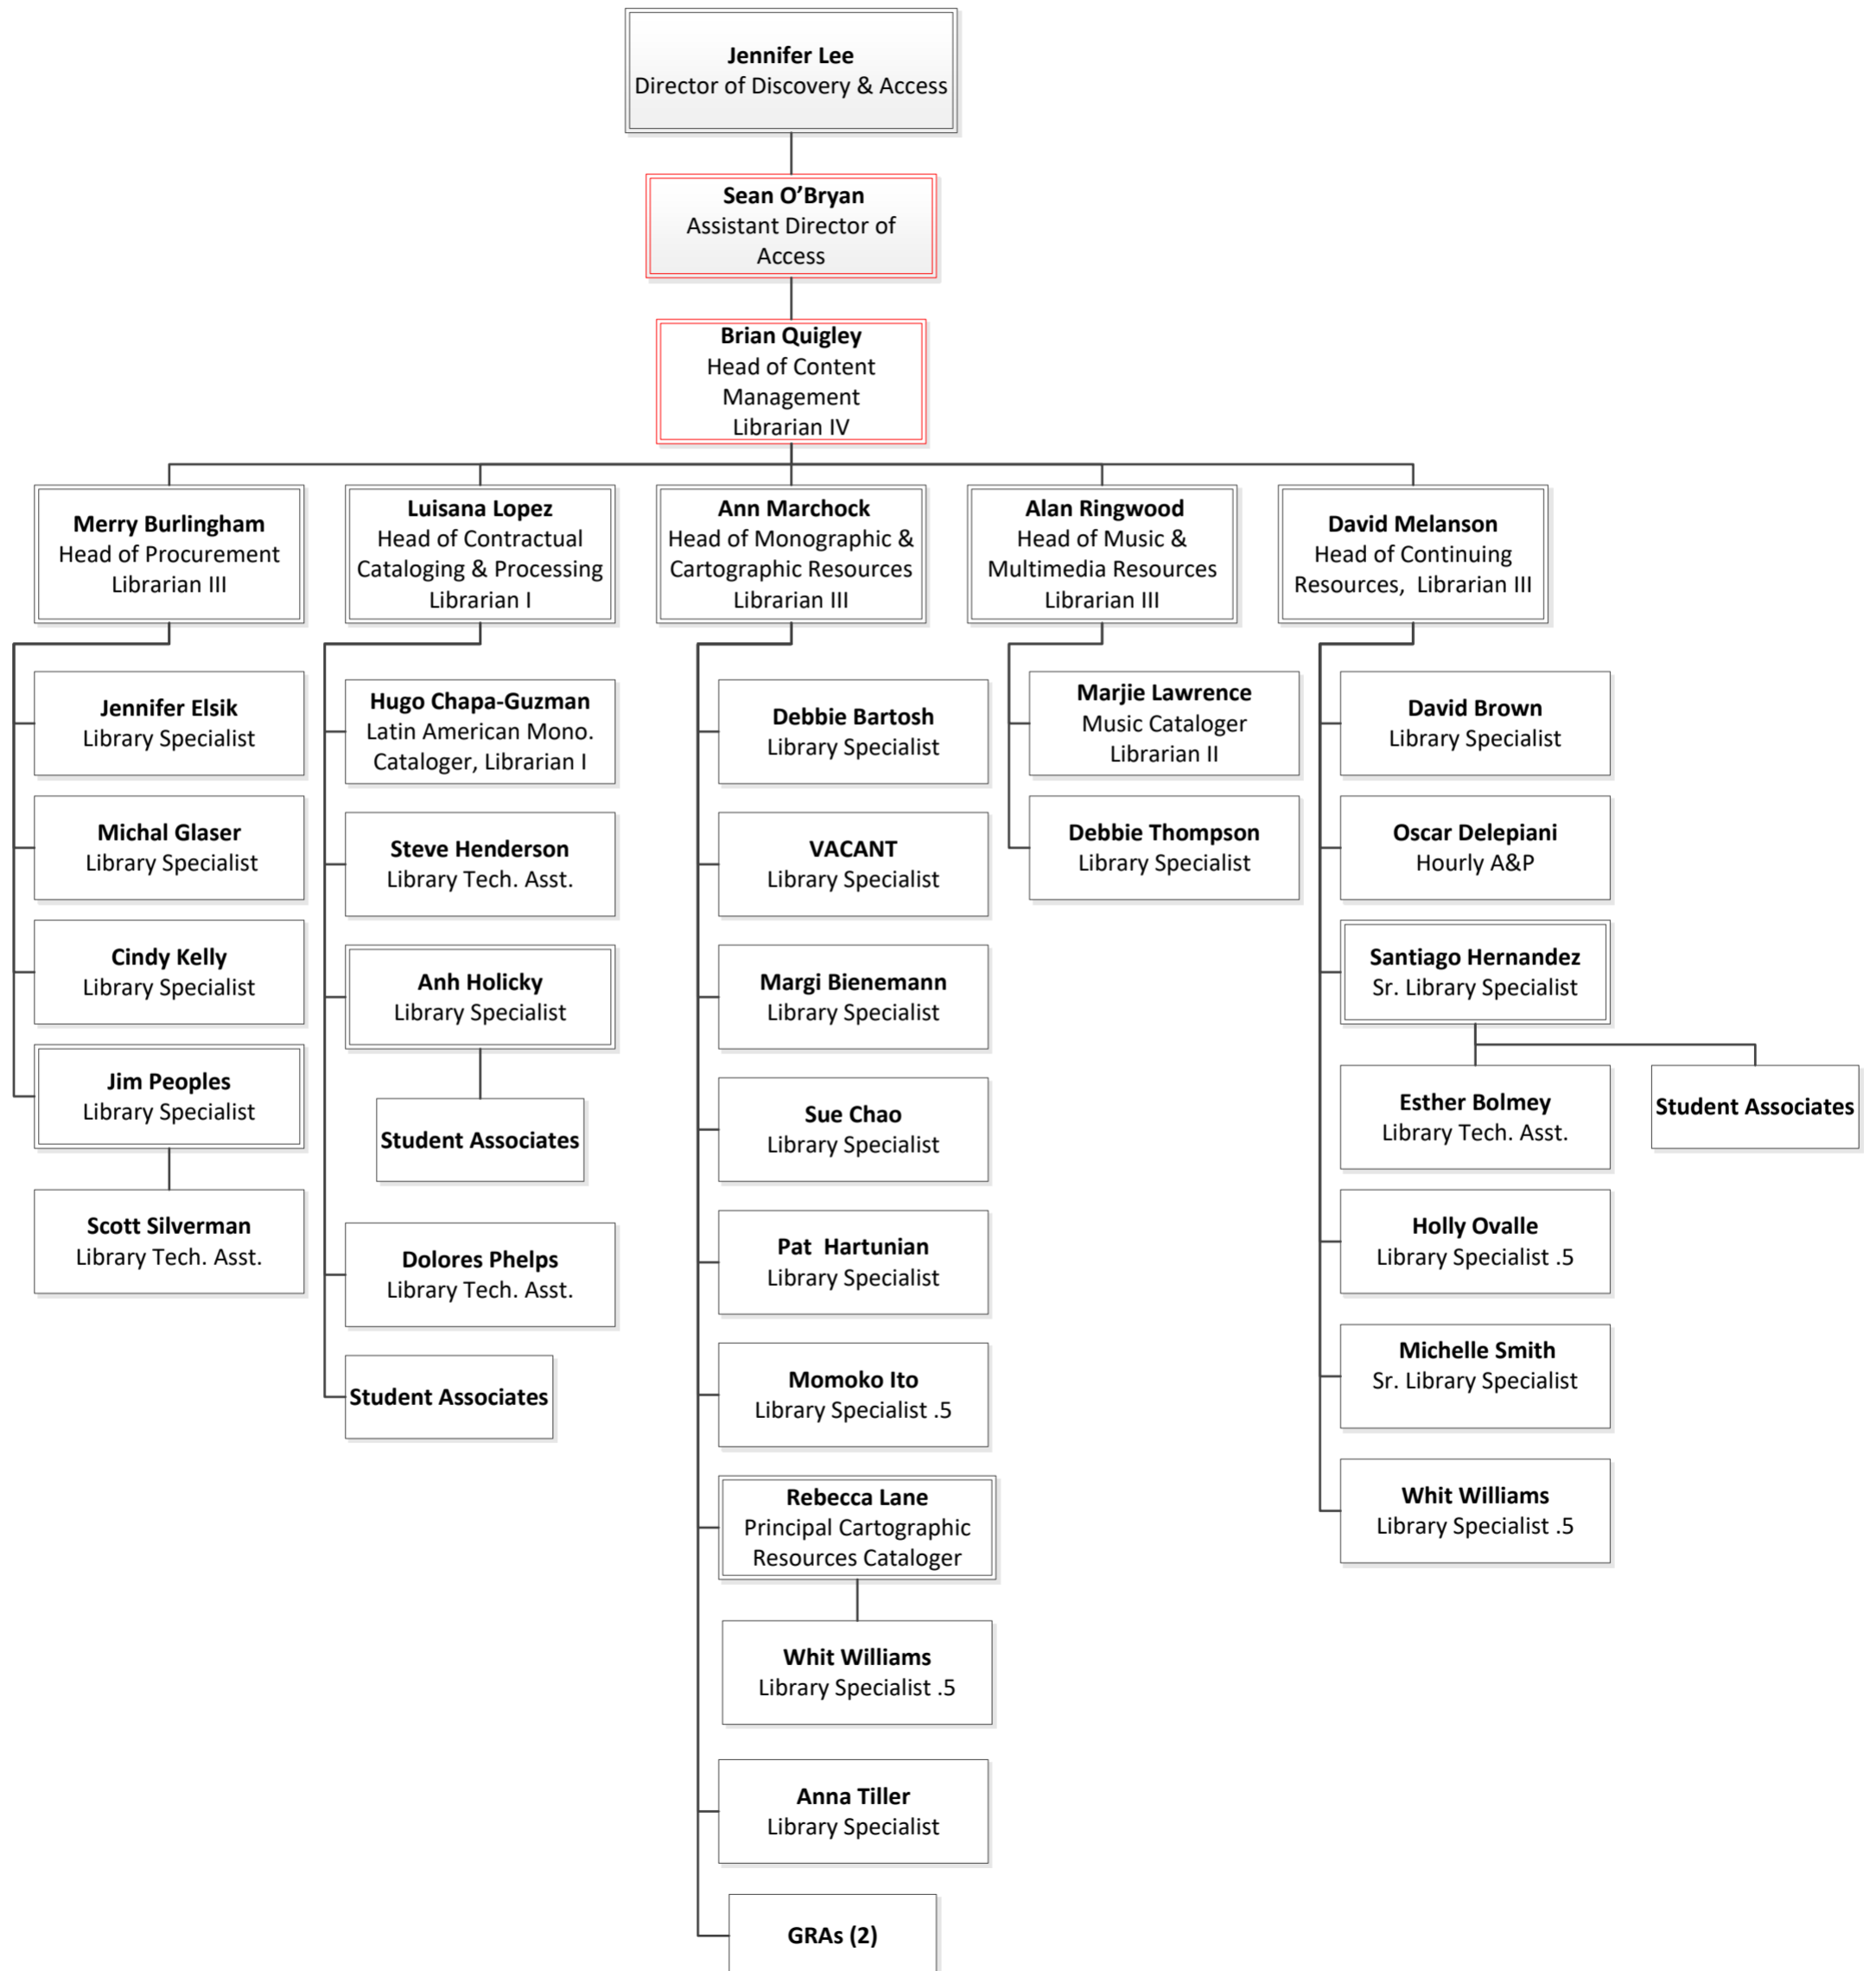 Jennifer Lee
Director of Discovery & Access
Sean O’Bryan
Assistant Director of
Access
Brian Quigley
Head of Content
Management
Librarian IV
Merry Burlingham
Head of Procurement
Librarian III
Luisana Lopez
Head of Contractual
Cataloging & Processing
Librarian I
Ann Marchock
Head of Monographic &
Cartographic Resources
Librarian III
Alan Ringwood
Head of Music &
Multimedia Resources
Librarian III
David Melanson
Head of Continuing
Resources,  Librarian III
Jennifer Elsik
Library Specialist
Michal Glaser
Library Specialist
Cindy Kelly
Library Specialist
Jim Peoples
Library Specialist
Scott Silverman
Library Tech. Asst.
Hugo Chapa-Guzman
Latin American Mono.
Cataloger, Librarian I
Steve Henderson
Library Tech. Asst.
Anh Holicky
Library Specialist
Student Associates
Dolores Phelps
Library Tech. Asst.
Student Associates
Debbie Bartosh
Library Specialist
VACANT
Library Specialist
Margi Bienemann
Library Specialist
Sue Chao
Library Specialist
Pat  Hartunian
Library Specialist
Momoko Ito
Library Specialist .5
Rebecca Lane
Principal Cartographic
Resources Cataloger
Whit Williams
Library Specialist .5
Anna Tiller
Library Specialist
GRAs (2)
Marjie Lawrence
Music Cataloger
Librarian II
Debbie Thompson
Library Specialist
David Brown
Library Specialist
Oscar Delepiani
Hourly A&P
Santiago Hernandez
Sr. Library Specialist
Esther Bolmey
Library Tech. Asst.
Student Associates
Holly Ovalle
Library Specialist .5
Michelle Smith
Sr. Library Specialist
Whit Williams
Library Specialist .5